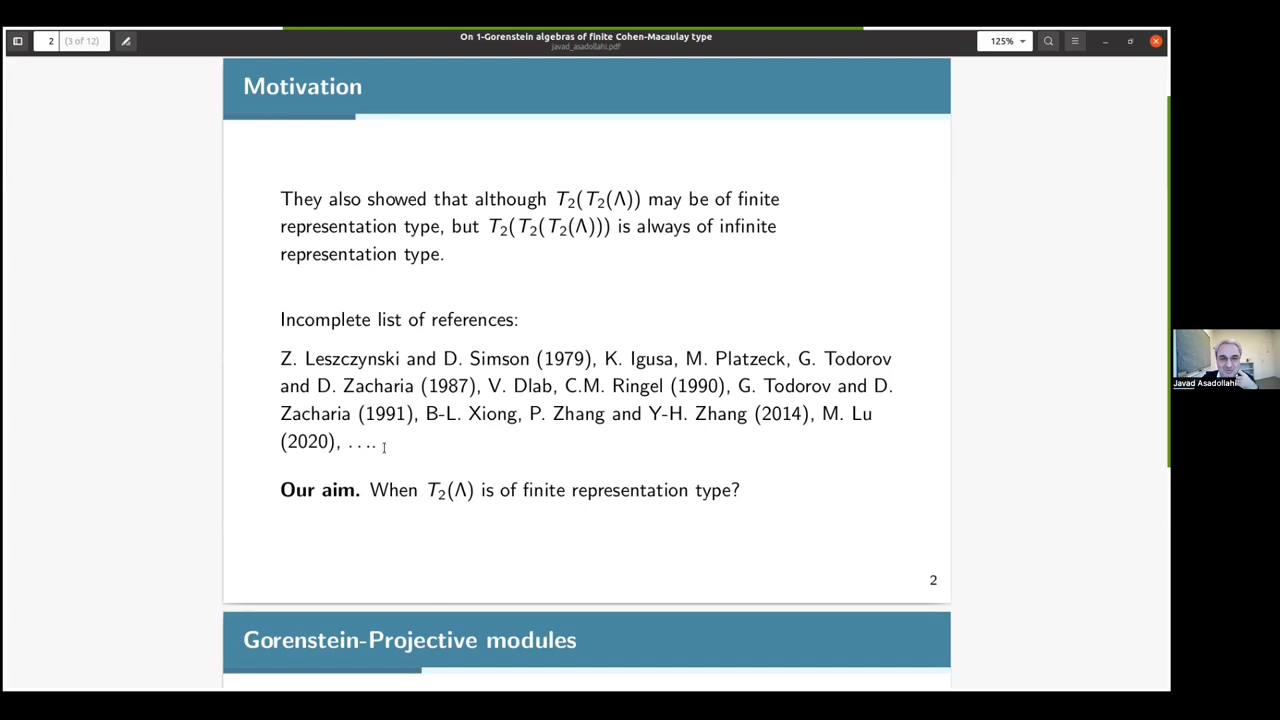 On 1-Gorenstein algebras of finite Cohen-Macaulay type
javad_asadollahi.pdf
2 (3 of 12)
125%
Motivation
They also showed that although T₂(T₂(Λ)) may be of finite
representation type, but T₂(T₂(T₂(Λ))) is always of infinite
representation type.
Incomplete list of references:
Z. Leszczynski and D. Simson (1979), K. Igusa, M. Platzeck, G. Todorov
and D. Zacharia (1987), V. Dlab, C.M. Ringel (1990), G. Todorov and D.
Zacharia (1991), B-L. Xiong, P. Zhang and Y-H. Zhang (2014), M. Lu
(2020), ….
Our aim. When T₂(Λ) is of finite representation type?
2
Gorenstein-Projective modules
Javad Asadollahi